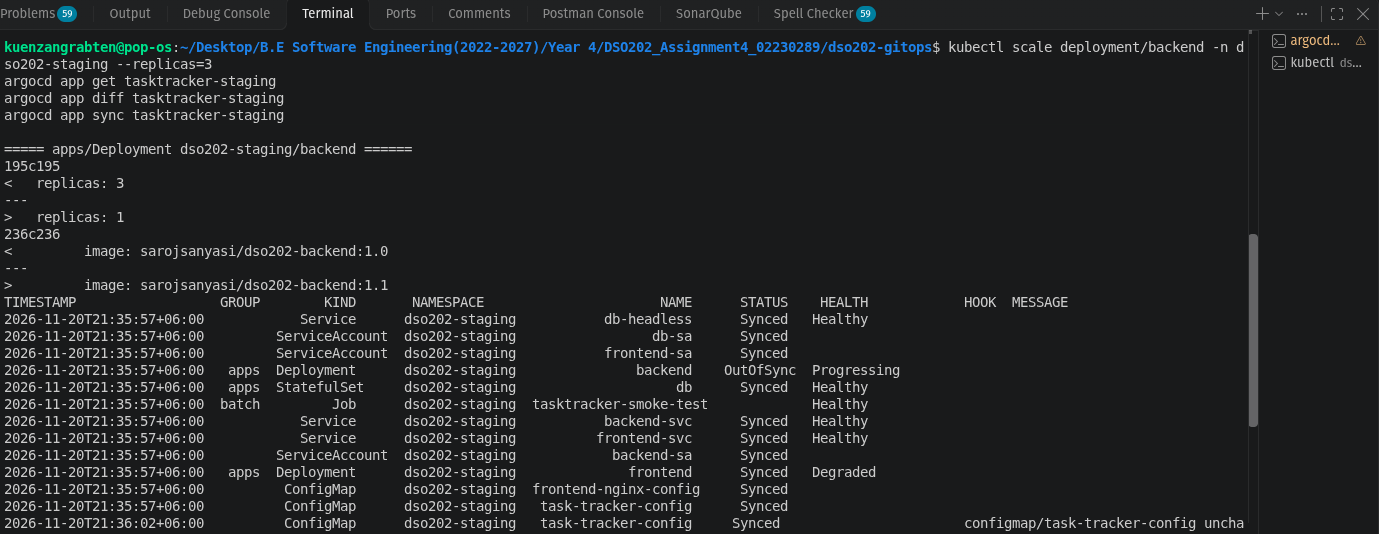 Problems 59 Output Debug Console Terminal Ports Comments Postman Console SonarQube Spell Checker 59
kuenzangrabten@pop-os:~/Desktop/B.E Software Engineering(2022-2027)/Year 4/DSO202_Assignment4_02230289/dso202-gitops$ kubectl scale deployment/backend -n d
so202-staging --replicas=3
argocd app get tasktracker-staging
argocd app diff tasktracker-staging
argocd app sync tasktracker-staging
===== apps/Deployment dso202-staging/backend ======
195c195
<   replicas: 3
---
>   replicas: 1
236c236
<         image: sarojsanyasi/dso202-backend:1.0
---
>         image: sarojsanyasi/dso202-backend:1.1
TIMESTAMP GROUP KIND NAMESPACE NAME STATUS HEALTH HOOK MESSAGE
2026-11-20T21:35:57+06:00 Service dso202-staging db-headless Synced Healthy
2026-11-20T21:35:57+06:00 ServiceAccount dso202-staging db-sa Synced
2026-11-20T21:35:57+06:00 ServiceAccount dso202-staging frontend-sa Synced
2026-11-20T21:35:57+06:00 apps Deployment dso202-staging backend OutOfSync Progressing
2026-11-20T21:35:57+06:00 apps StatefulSet dso202-staging db Synced Healthy
2026-11-20T21:35:57+06:00 batch Job dso202-staging tasktracker-smoke-test Healthy
2026-11-20T21:35:57+06:00 Service dso202-staging backend-svc Synced Healthy
2026-11-20T21:35:57+06:00 Service dso202-staging frontend-svc Synced Healthy
2026-11-20T21:35:57+06:00 ServiceAccount dso202-staging backend-sa Synced
2026-11-20T21:35:57+06:00 apps Deployment dso202-staging frontend Synced Degraded
2026-11-20T21:35:57+06:00 ConfigMap dso202-staging frontend-nginx-config Synced
2026-11-20T21:35:57+06:00 ConfigMap dso202-staging task-tracker-config Synced
2026-11-20T21:36:02+06:00 ConfigMap dso202-staging task-tracker-config Synced configmap/task-tracker-config uncha
argocd...
kubectl ds...